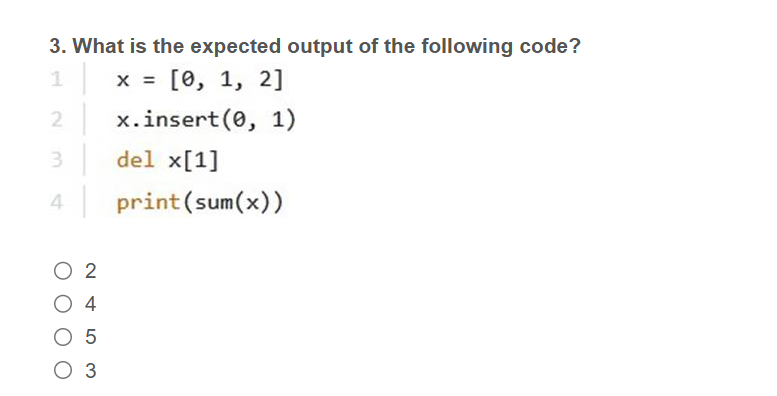 3. What is the expected output of the following code?
1 x = [0, 1, 2]
2 x.insert(0, 1)
3 del x[1]
4 print(sum(x))
2
4
5
3